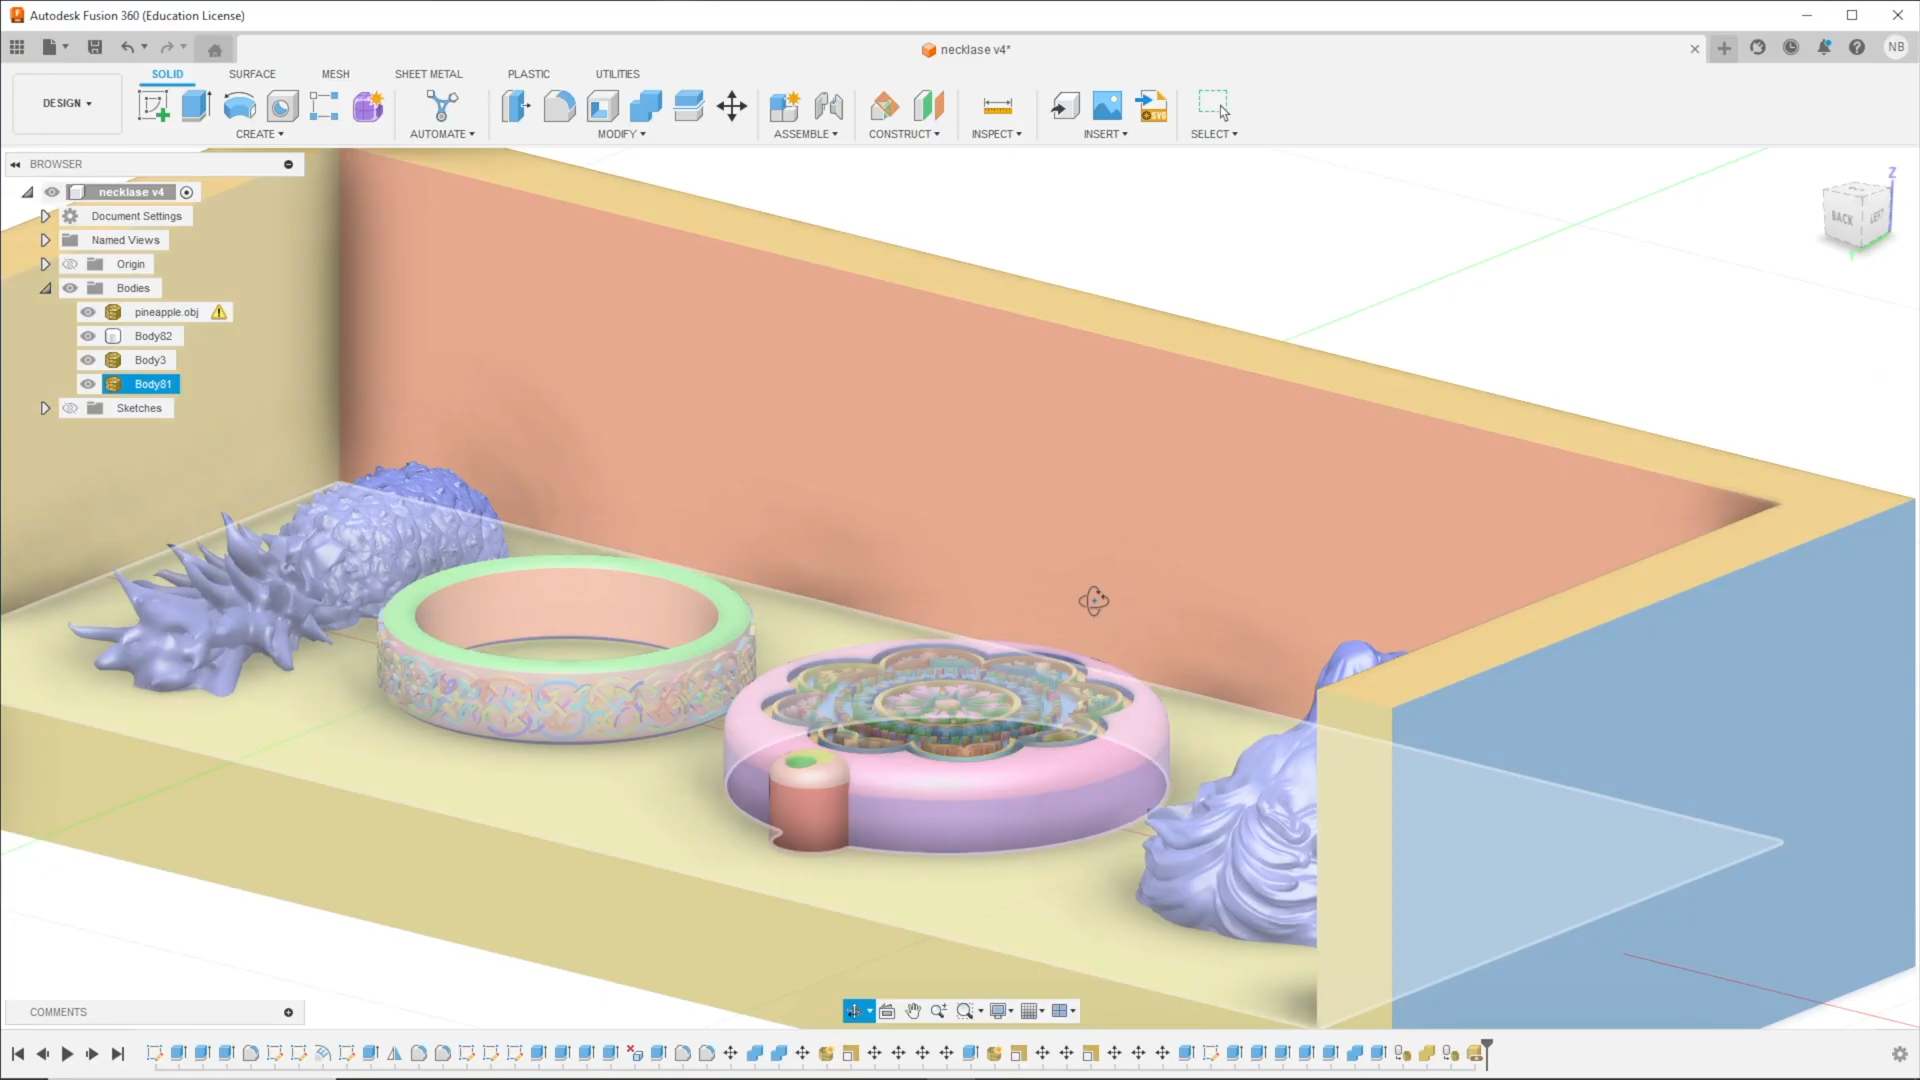 Autodesk Fusion 360 (Education License)
necklase v4*
NB
DESIGN
SOLID SURFACE MESH SHEET METAL PLASTIC UTILITIES
CREATE AUTOMATE MODIFY ASSEMBLE CONSTRUCT INSPECT INSERT SELECT
SVG
BROWSER
necklase v4
Document Settings
Named Views
Origin
Bodies
pineapple.obj
Body82
Body3
Body81
Sketches
Z
BACK LEFT
Y
COMMENTS